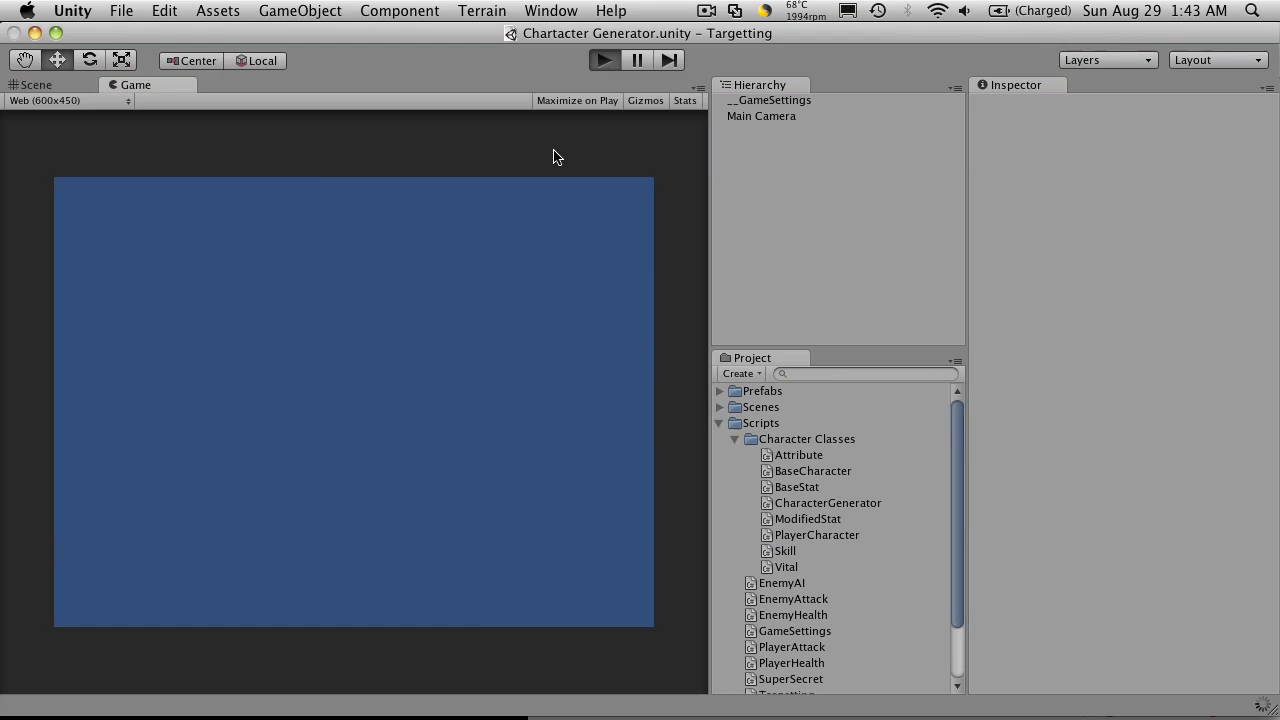 Unity File Edit Assets GameObject Component Terrain Window Help 68°C 1994rpm (Charged) Sun Aug 29 1:43 AM
Chartacter Generator.unity – Targetting
Center Local Layers Layout
Scene Game Hierarchy Inspector
Web (600x450) Maximize on Play Gizmos Stats
__GameSettings
Main Camera
Project
Create
Prefabs
Scenes
Scripts
Character Classes
Attribute
BaseCharacter
BaseStat
CharacterGenerator
ModifiedStat
PlayerCharacter
Skill
Vital
EnemyAI
EnemyAttack
EnemyHealth
GameSettings
PlayerAttack
PlayerHealth
SuperSecret
Targetting